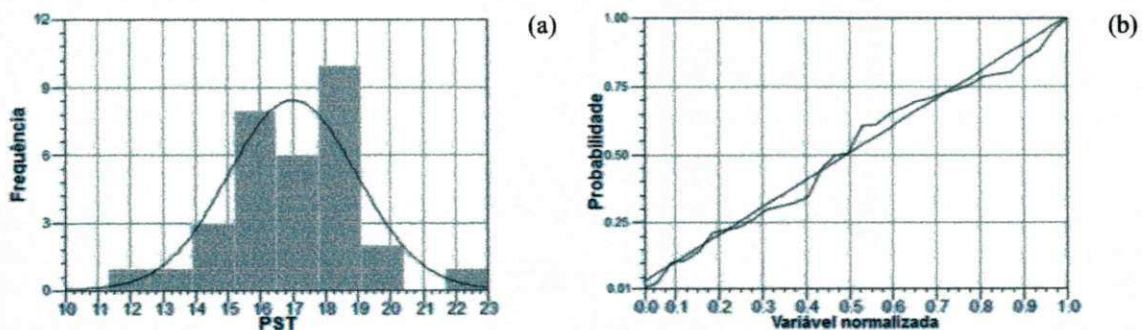 (a)
Frequência
12
9
6
3
0
10 11 12 13 14 15 16 17 18 19 20 21 22 23
PST
(b)
Probabilidade
1.00
0.75
0.50
0.25
0.01
0.0 0.1 0.2 0.3 0.4 0.5 0.6 0.7 0.8 0.9 1.0
Variável normalizada